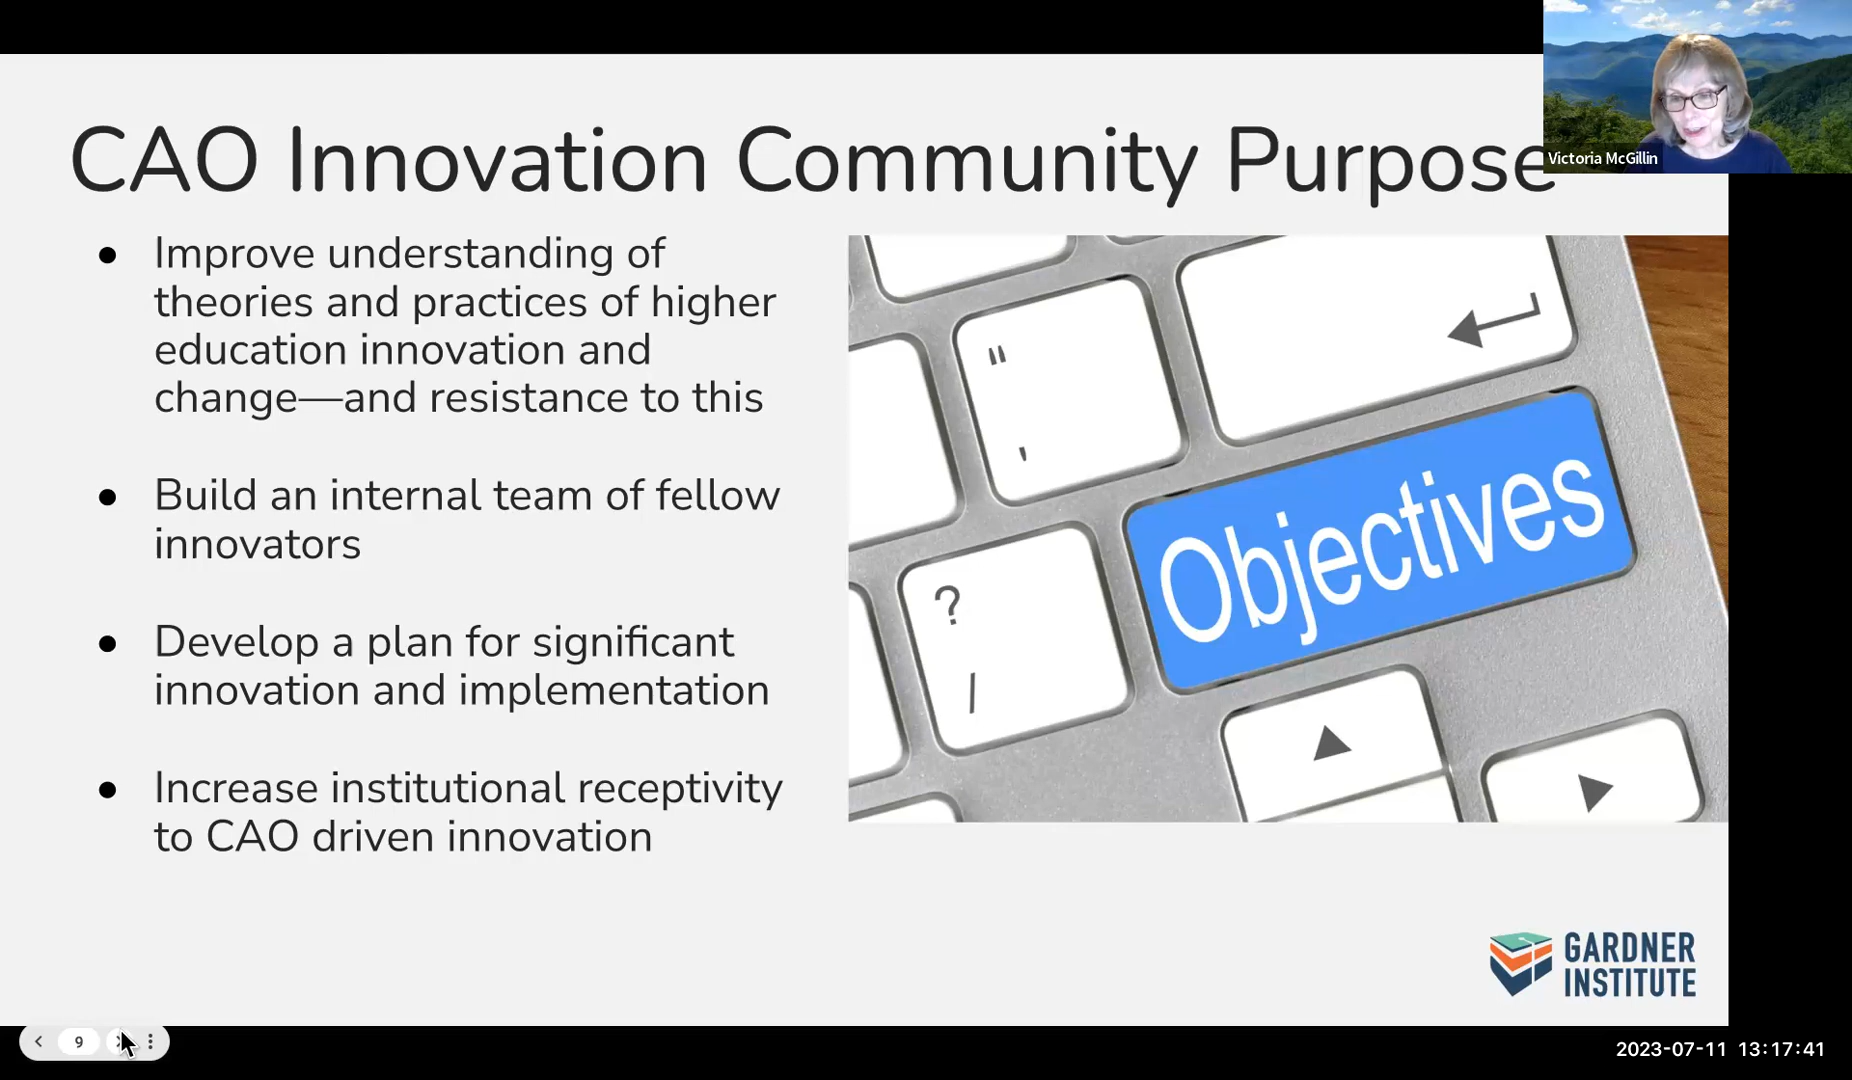 CAO Innovation Community Purpose
Victoria McGillin
● Improve understanding of
theories and practices of higher
education innovation and
change—and resistance to this
● Build an internal team of fellow
innovators
● Develop a plan for significant
innovation and implementation
● Increase institutional receptivity
to CAO driven innovation
"
'
Objectives
?
/
GARDNER
INSTITUTE
9
2023-07-11 13:17:41